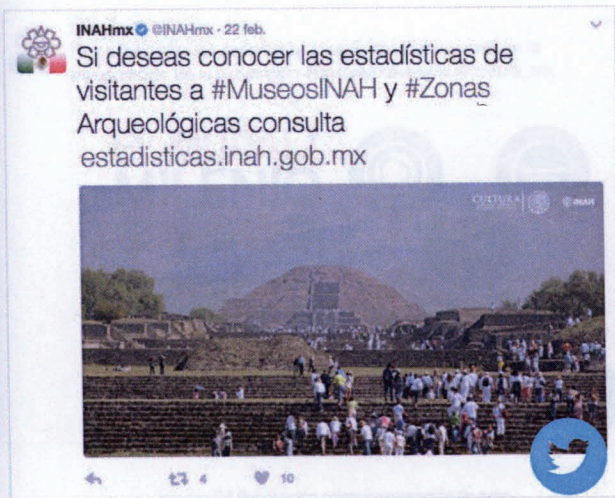 INAHmx @INAHmx · 22 feb.
Si deseas conocer las estadísticas de
visitantes a #MuseosINAH y #Zonas
Arqueológicas consulta
estadisticas.inah.gob.mx
CULTURA INAH
4 10